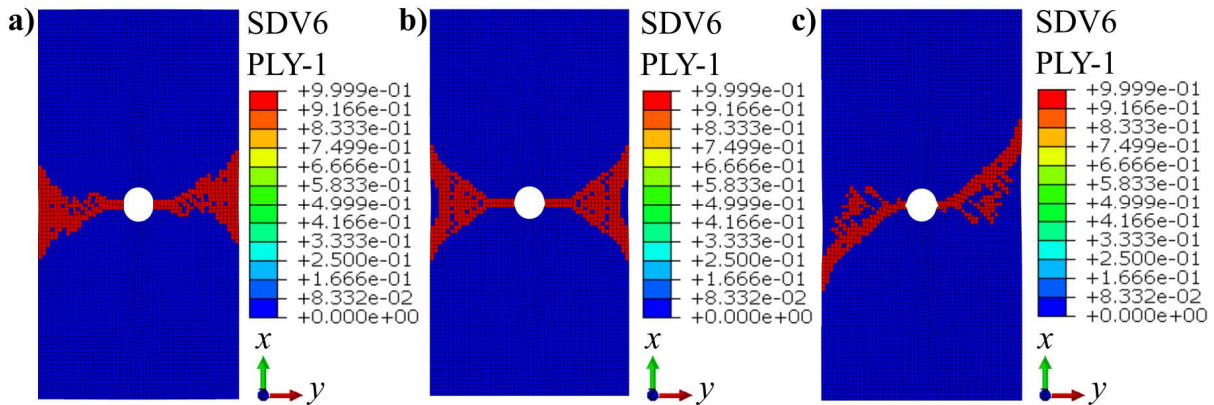 a)
SDV6
PLY-1
+9.999e-01
+9.166e-01
+8.333e-01
+7.499e-01
+6.666e-01
+5.833e-01
+4.999e-01
+4.166e-01
+3.333e-01
+2.500e-01
+1.666e-01
+8.332e-02
+0.000e+00
x
y
b)
SDV6
PLY-1
+9.999e-01
+9.166e-01
+8.333e-01
+7.499e-01
+6.666e-01
+5.833e-01
+4.999e-01
+4.166e-01
+3.333e-01
+2.500e-01
+1.666e-01
+8.332e-02
+0.000e+00
x
y
c)
SDV6
PLY-1
+9.999e-01
+9.166e-01
+8.333e-01
+7.499e-01
+6.666e-01
+5.833e-01
+4.999e-01
+4.166e-01
+3.333e-01
+2.500e-01
+1.666e-01
+8.332e-02
+0.000e+00
x
y